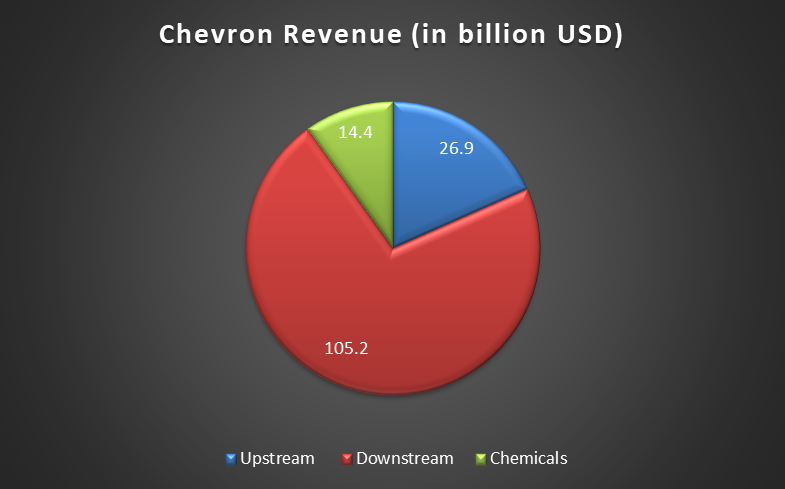 Chevron Revenue (in billion USD)
14.4
26.9
105.2
Upstream Downstream Chemicals